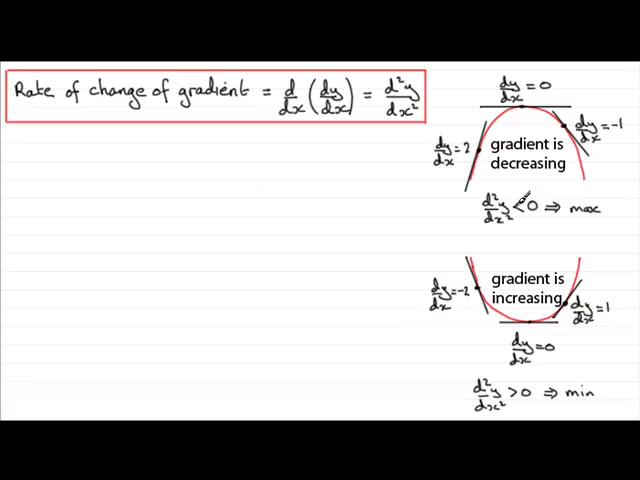 Rate of change of gradient = d/dx (dy/dx) = d²y/dx²
dy/dx = 0
dy/dx = 2
gradient is
decreasing
dy/dx = -1
d²y/dx² < 0 ⇒ max
dy/dx = -2
gradient is
increasing
dy/dx = 1
dy/dx = 0
d²y/dx² > 0 ⇒ min